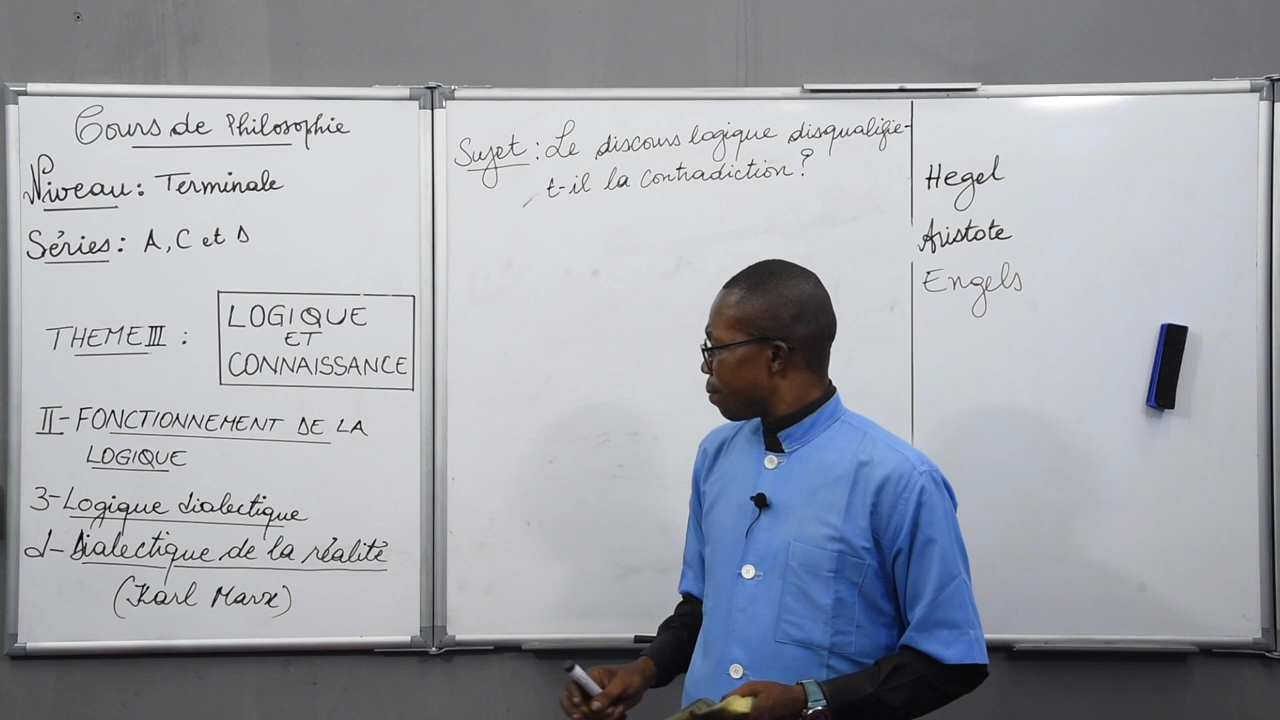 Cours de Philosophie
Niveau : Terminale
Séries : A, C et D
THEME III :
LOGIQUE
ET
CONNAISSANCE
II- FONCTIONNEMENT DE LA
LOGIQUE
3- Logique dialectique
d- Dialectique de la réalité
(Karl Marx)
Sujet : Le discours logique disqualifie-
t-il la contradiction ?
Hegel
Aristote
Engels